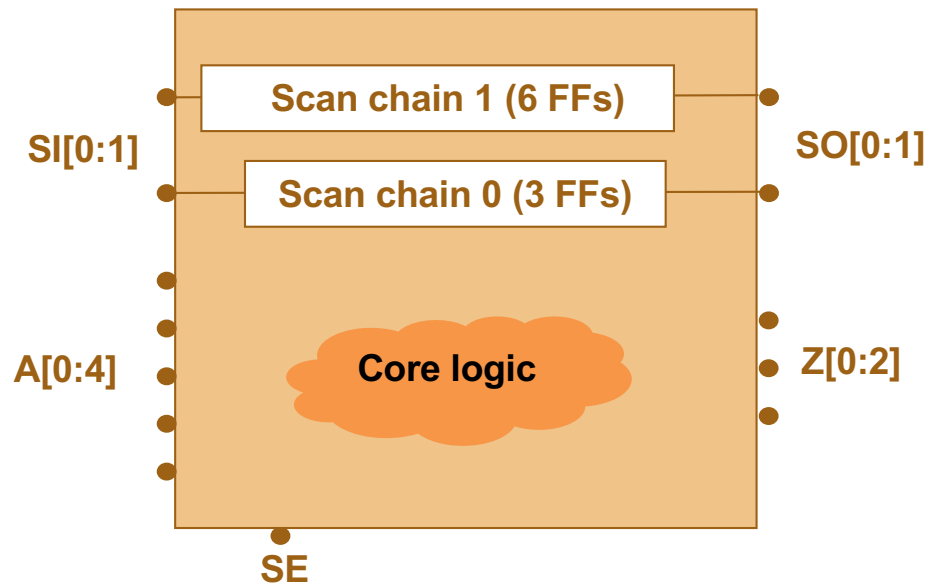 Scan chain 1 (6 FFs)
SI[0:1]
SO[0:1]
Scan chain 0 (3 FFs)
A[0:4]
Core logic
Z[0:2]
SE